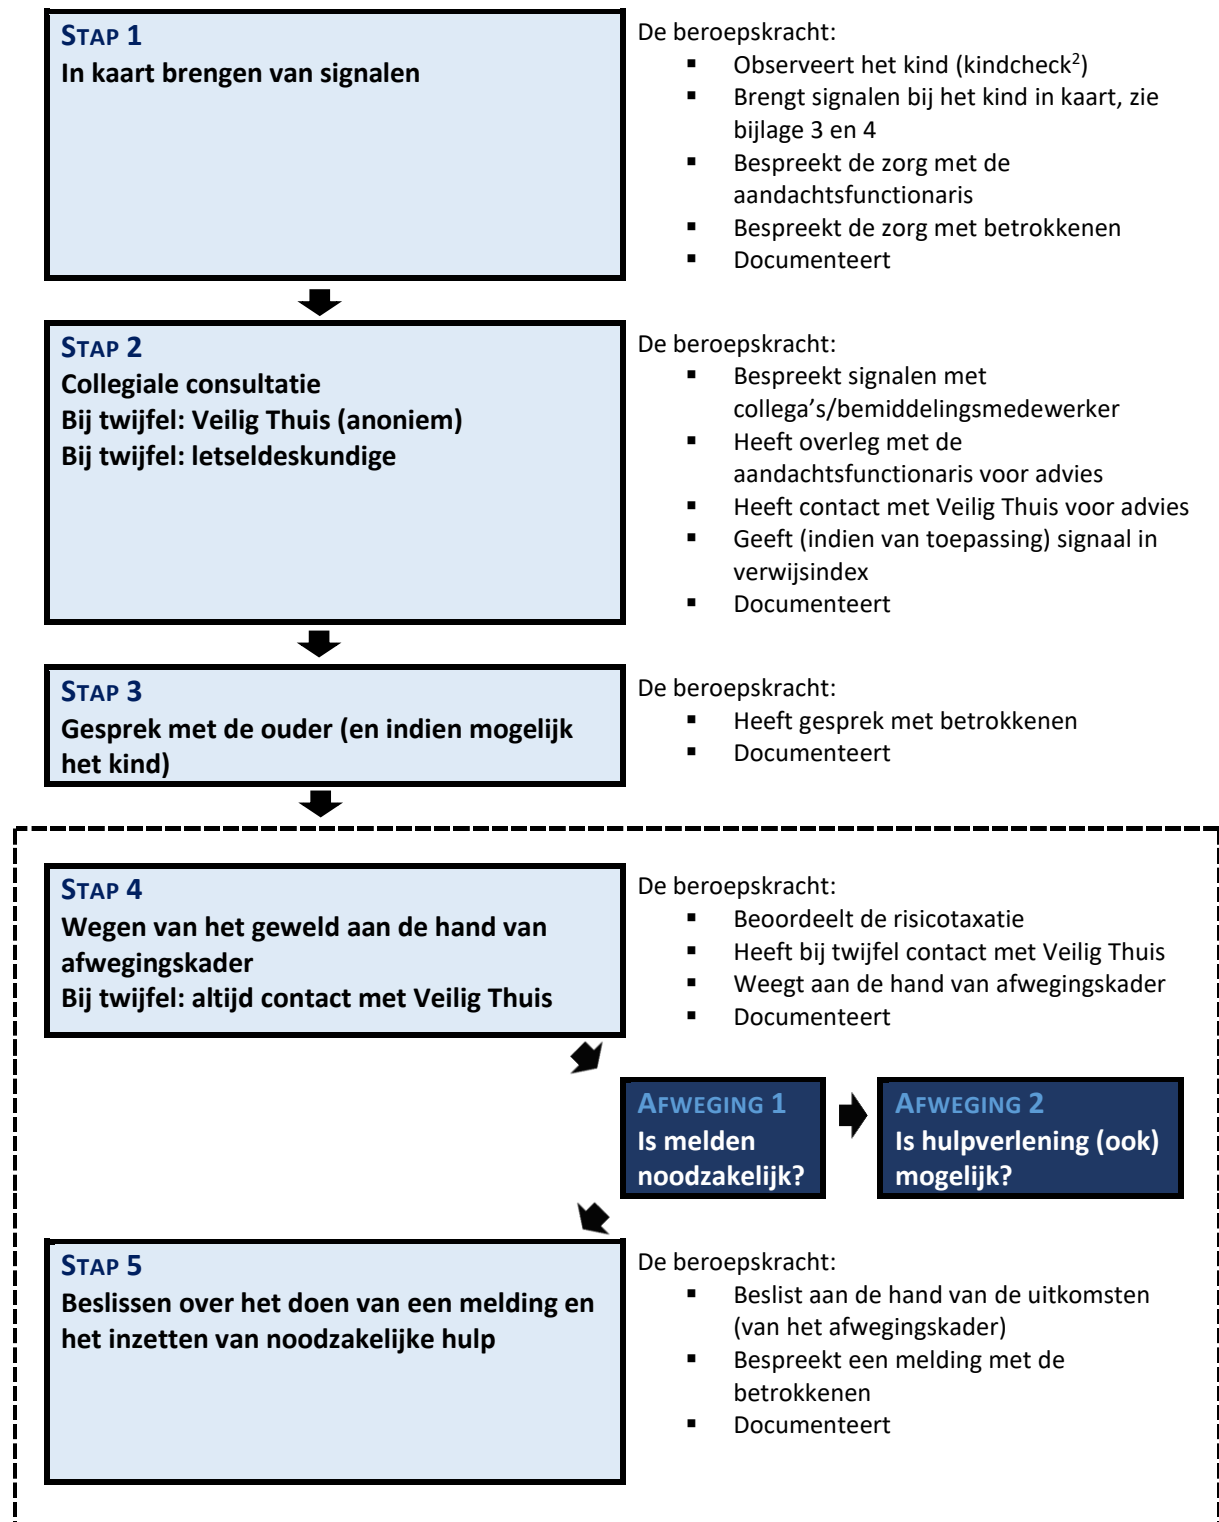 STAP 1
In kaart brengen van signalen
De beroepskracht:
▪ Observeert het kind (kindcheck²)
▪ Brengt signalen bij het kind in kaart, zie
bijlage 3 en 4
▪ Bespreekt de zorg met de
aandachtsfunctionaris
▪ Bespreekt de zorg met betrokkenen
▪ Documenteert
STAP 2
Collegiale consultatie
Bij twijfel: Veilig Thuis (anoniem)
Bij twijfel: letseldeskundige
De beroepskracht:
▪ Bespreekt signalen met
collega’s/bemiddelingsmedewerker
▪ Heeft overleg met de
aandachtsfunctionaris voor advies
▪ Heeft contact met Veilig Thuis voor advies
▪ Geeft (indien van toepassing) signaal in
verwijsindex
▪ Documenteert
STAP 3
Gesprek met de ouder (en indien mogelijk
het kind)
De beroepskracht:
▪ Heeft gesprek met betrokkenen
▪ Documenteert
STAP 4
Wegen van het geweld aan de hand van
afwegingskader
Bij twijfel: altijd contact met Veilig Thuis
De beroepskracht:
▪ Beoordeelt de risicotaxatie
▪ Heeft bij twijfel contact met Veilig Thuis
▪ Weegt aan de hand van afwegingskader
▪ Documenteert
AFWEGING 1
Is melden
noodzakelijk?
AFWEGING 2
Is hulpverlening (ook)
mogelijk?
STAP 5
Beslissen over het doen van een melding en
het inzetten van noodzakelijke hulp
De beroepskracht:
▪ Beslist aan de hand van de uitkomsten
(van het afwegingskader)
▪ Bespreekt een melding met de
betrokkenen
▪ Documenteert